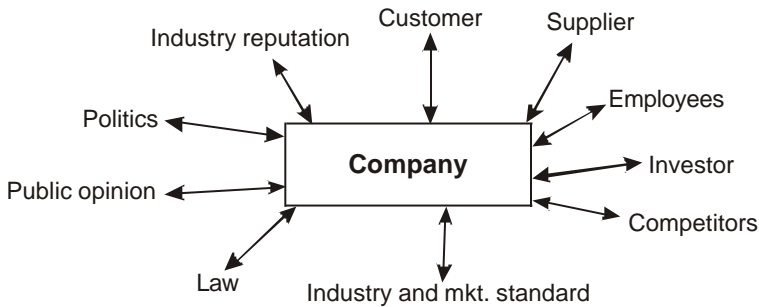 Customer
Supplier
Industry reputation
Employees
Politics
Company
Investor
Public opinion
Competitors
Law
Industry and mkt. standard